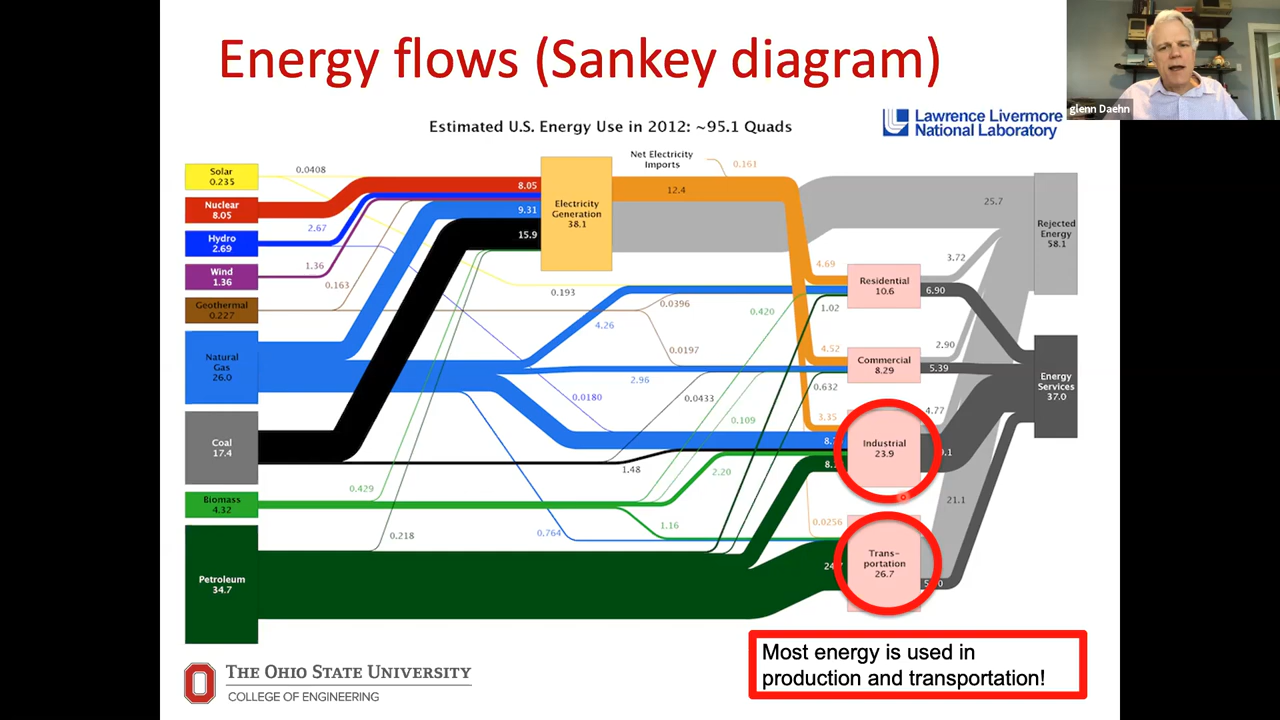 Energy flows (Sankey diagram)
glenn Daehn
Estimated U.S. Energy Use in 2012: ~95.1 Quads
Lawrence Livermore
National Laboratory
Solar
0.235
Nuclear
8.05
Hydro
2.69
Wind
1.36
Geothermal
0.227
Natural
Gas
26.0
Coal
17.4
Biomass
4.32
Petroleum
34.7
0.0408
2.67
1.36
0.163
8.05
9.31
15.9
Electricity
Generation
38.1
Net Electricity
Imports
0.161
12.4
25.7
0.193
0.0396
4.26
0.420
0.0197
2.96
0.0180
0.0433
0.109
1.48
2.20
0.429
0.218
0.764
1.16
4.69
1.02
4.52
0.632
3.35
0.0256
Residential
10.6
Commercial
8.29
Industrial
23.9
Trans-
portation
26.7
3.72
6.90
2.90
5.39
4.77
21.1
Rejected
Energy
58.1
Energy
Services
37.0
Most energy is used in
production and transportation!
THE OHIO STATE UNIVERSITY
COLLEGE OF ENGINEERING